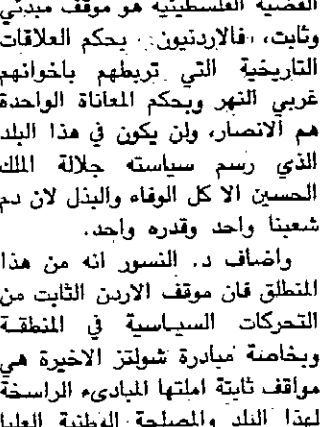 القضية الفلسطينية هو موقف مبدئي
وثابت، فالاردنيون، بحكم العلاقات
التاريخية التي تربطهم باخوانهم
غربي النهر وبحكم المعاناة الواحدة
هم الانصار، ولن يكون في هذا البلد
الذي رسم سياسته جلالة الملك
الحسين الا كل الوفاء والبذل لان دم
شعبنا واحد وقدره واحد.
واضاف د. النسور انه من هذا
المنطلق فان موقف الاردن الثابت من
التحركات السياسية في المنطقة
وبخاصة مبادرة شولتز الاخيرة هي
مواقف ثابتة املتها المبادىء الراسخة
لهذا البلد والمصلحة الوطنية العليا